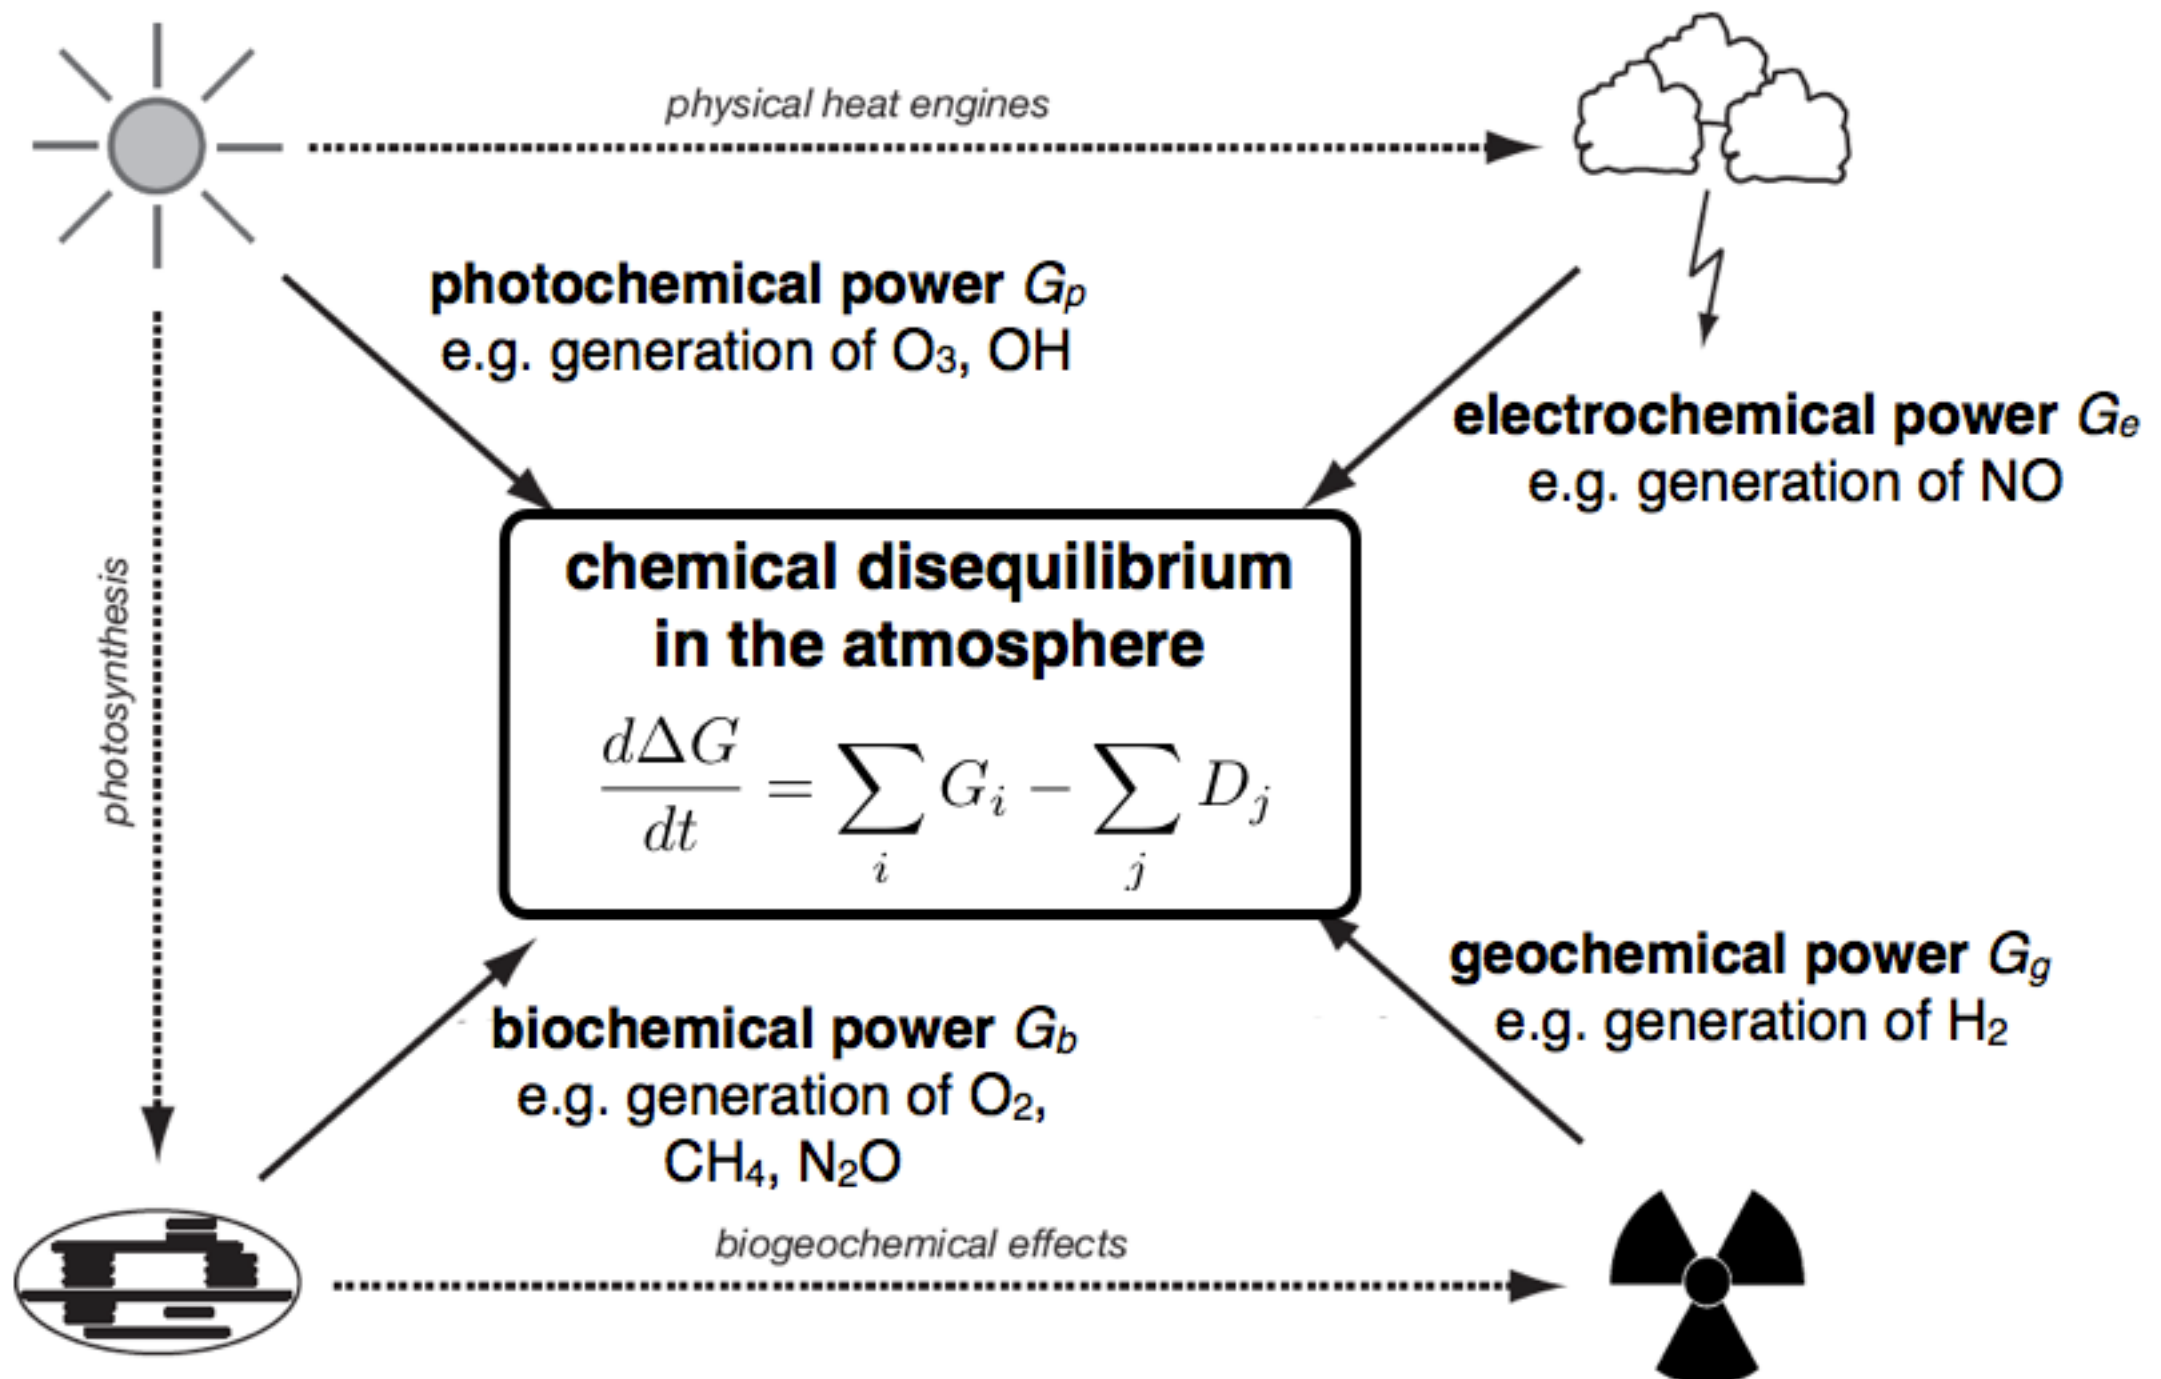 physical heat engines
photochemical power Gₚ
e.g. generation of O₃, OH
electrochemical power Gₑ
e.g. generation of NO
photosynthesis
chemical disequilibrium
in the atmosphere
dΔG/dt = ∑ᵢ Gᵢ − ∑ⱼ Dⱼ
geochemical power G_g
e.g. generation of H₂
biochemical power G_b
e.g. generation of O₂,
CH₄, N₂O
biogeochemical effects